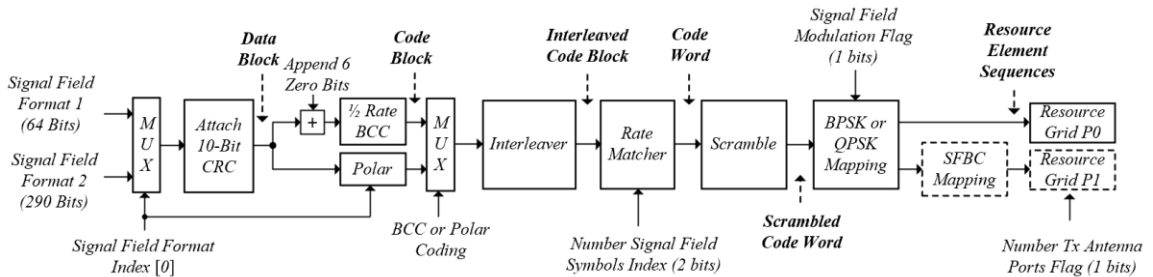 Signal Field
Format 1
(64 Bits)
Signal Field
Format 2
(290 Bits)
M
U
X
Signal Field Format
Index [0]
Attach
10-Bit
CRC
Data
Block
Append 6
Zero Bits
+
½ Rate
BCC
Polar
Code
Block
M
U
X
BCC or Polar
Coding
Interleaver
Interleaved
Code Block
Rate
Matcher
Number Signal Field
Symbols Index (2 bits)
Code
Word
Scramble
Scrambled
Code Word
Signal Field
Modulation Flag
(1 bits)
BPSK or
QPSK
Mapping
SFBC
Mapping
Resource
Element
Sequences
Resource
Grid P0
Resource
Grid P1
Number Tx Antenna
Ports Flag (1 bits)